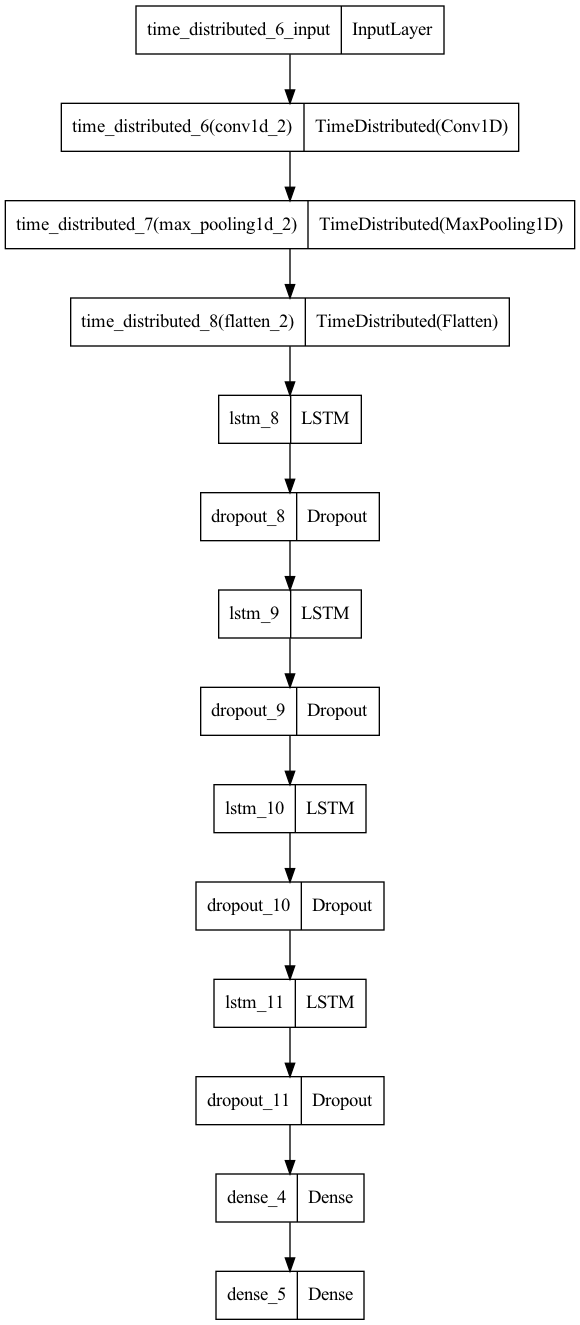 time_distributed_6_input InputLayer
time_distributed_6(conv1d_2) TimeDistributed(Conv1D)
time_distributed_7(max_pooling1d_2) TimeDistributed(MaxPooling1D)
time_distributed_8(flatten_2) TimeDistributed(Flatten)
lstm_8 LSTM
dropout_8 Dropout
lstm_9 LSTM
dropout_9 Dropout
lstm_10 LSTM
dropout_10 Dropout
lstm_11 LSTM
dropout_11 Dropout
dense_4 Dense
dense_5 Dense